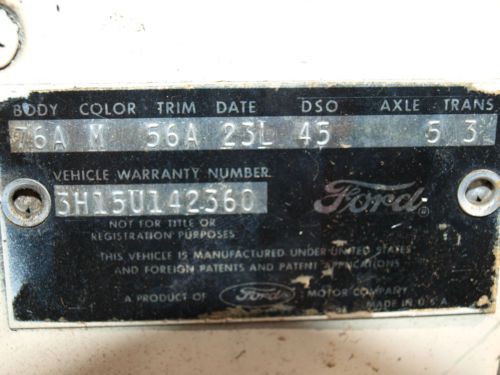 BODY COLOR TRIM DATE DSO AXLE TRANS
76A M 56A 23L 45 5 3
VEHICLE WARRANTY NUMBER
3H15U142360
Ford
NOT FOR TITLE OR
REGISTRATION PURPOSES
THIS VEHICLE IS MANUFACTURED UNDER UNITED STATES
AND FOREIGN PATENTS AND PATENT APPLICATIONS
A PRODUCT OF Ford MOTOR COMPANY
MADE IN U.S.A